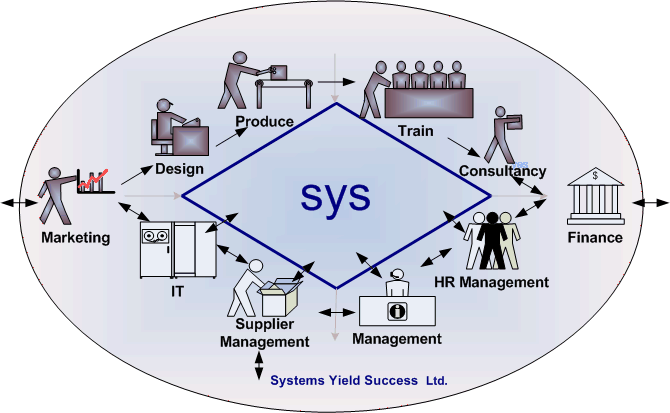 Produce
Train
Design
Consultancy
sys
Marketing
$
Finance
IT
HR Management
Supplier
Management
i
Management
Systems Yield Success Ltd.